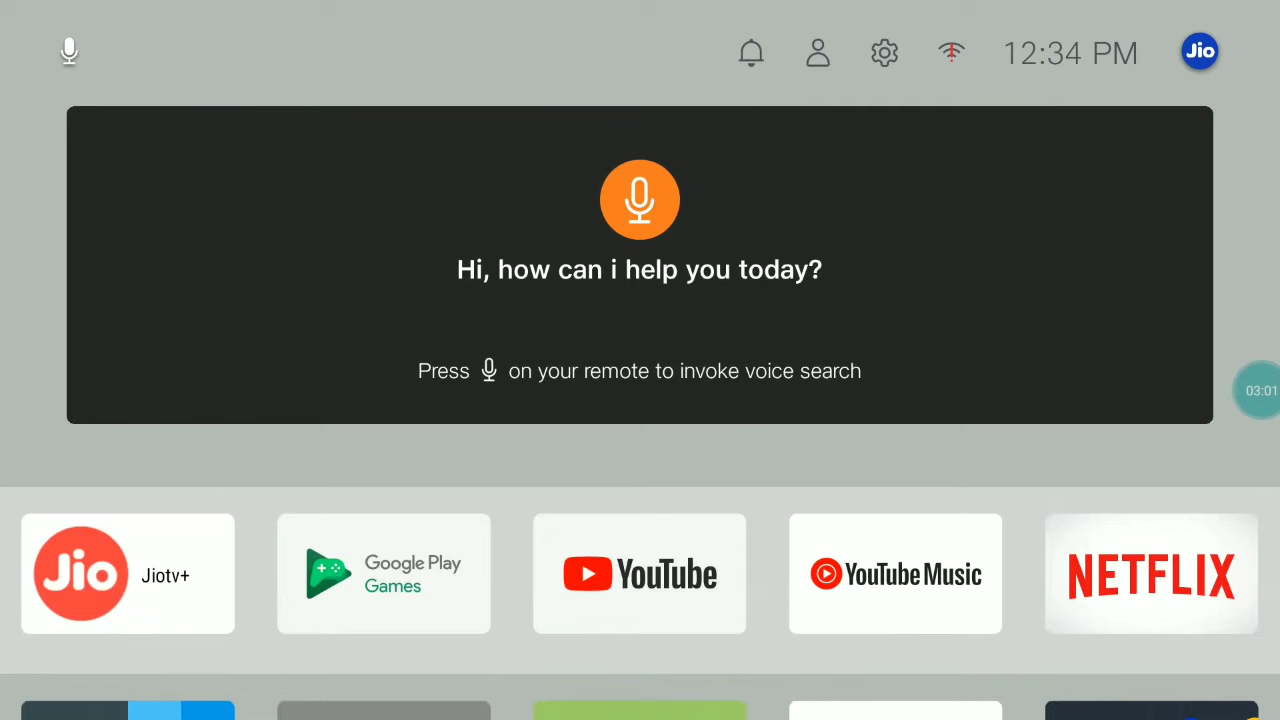 12:34 PM
Jio
Hi, how can i help you today?
Press on your remote to invoke voice search
03:01
Jio
Jiotv+
Google Play
Games
YouTube
YouTube Music
NETFLIX